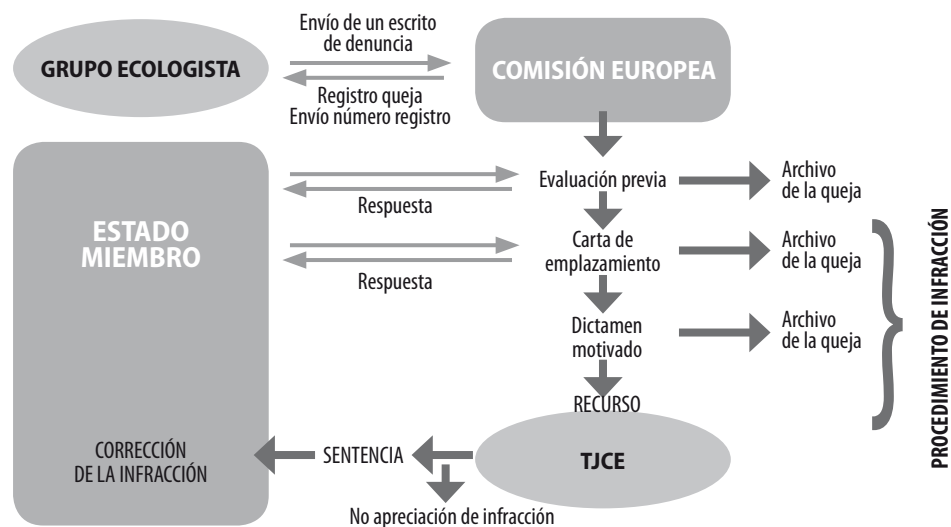 Envío de un escrito
de denuncia
GRUPO ECOLOGISTA
COMISIÓN EUROPEA
Registro queja
Envío número registro
Evaluación previa
Archivo
de la queja
Respuesta
ESTADO
MIEMBRO
Carta de
emplazamiento
Archivo
de la queja
Respuesta
Dictamen
motivado
Archivo
de la queja
PROCEDIMIENTO DE INFRACCIÓN
RECURSO
CORRECCIÓN
DE LA INFRACCIÓN
SENTENCIA
TJCE
No apreciación de infracción